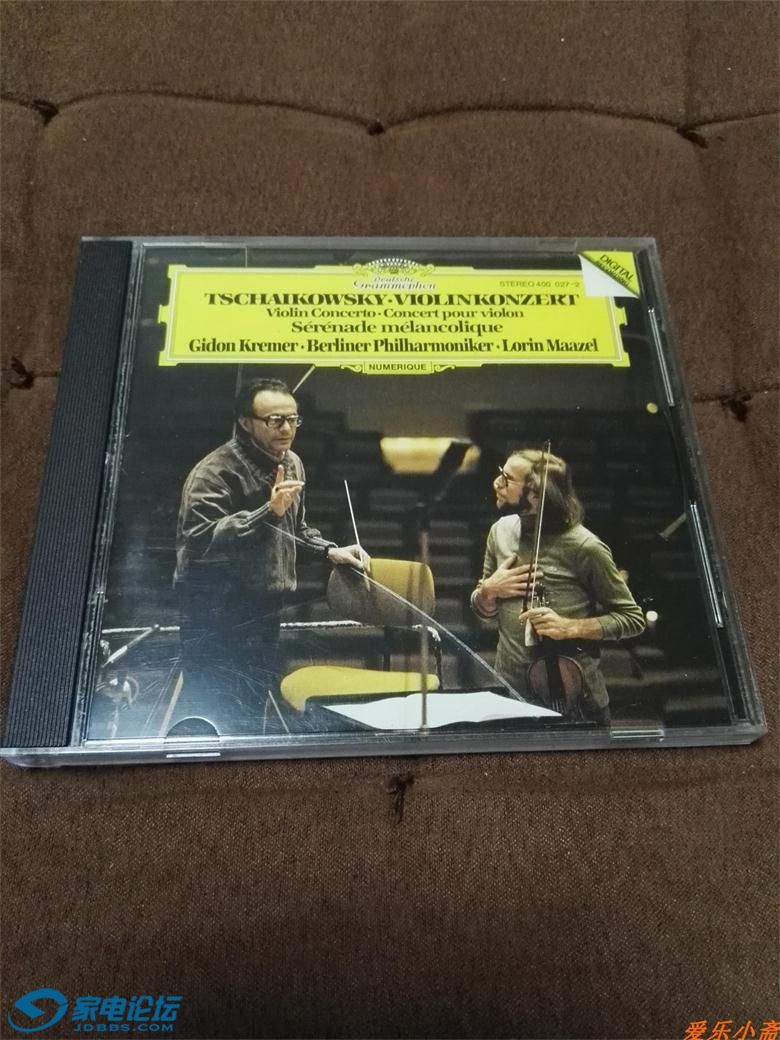 Deutsche
Grammophon
STEREO 400 027-2
DIGITAL
RECORDING
TSCHAIKOWSKY · VIOLINKONZERT
Violin Concerto · Concert pour violon
Sérénade mélancolique
Gidon Kremer · Berliner Philharmoniker · Lorin Maazel
NUMERIQUE
家电论坛
JDBBS.COM
爱乐小斋